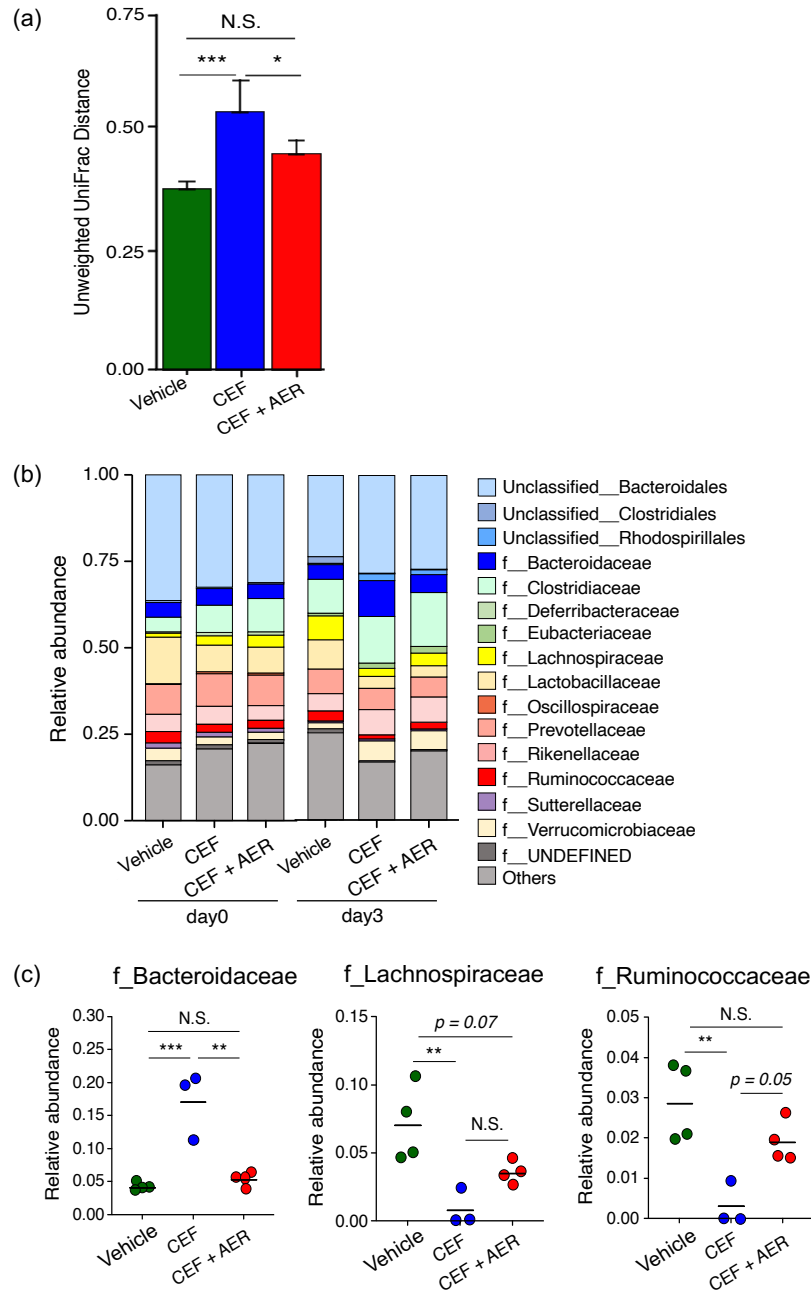 (a)
0.75
0.50
0.25
0.00
Unweighted UniFrac Distance
N.S.
***
*
Vehicle
CEF
CEF + AER
(b)
1.00
0.75
0.50
0.25
0.00
Relative abundance
Vehicle
CEF
CEF + AER
Vehicle
CEF
CEF + AER
day0
day3
Unclassified__Bacteroidales
Unclassified__Clostridiales
Unclassified__Rhodospirillales
f__Bacteroidaceae
f__Clostridiaceae
f__Deferribacteraceae
f__Eubacteriaceae
f__Lachnospiraceae
f__Lactobacillaceae
f__Oscillospiraceae
f__Prevotellaceae
f__Rikenellaceae
f__Ruminococcaceae
f__Sutterellaceae
f__Verrucomicrobiaceae
f__UNDEFINED
Others
(c)
f_Bacteroidaceae
0.30
0.25
0.20
0.15
0.10
0.05
0.00
Relative abundance
N.S.
***
**
Vehicle
CEF
CEF + AER
f_Lachnospiraceae
0.15
0.10
0.05
0.00
Relative abundance
p = 0.07
**
N.S.
Vehicle
CEF
CEF + AER
f_Ruminococcaceae
0.05
0.04
0.03
0.02
0.01
0.00
Relative abundance
N.S.
**
p = 0.05
Vehicle
CEF
CEF + AER